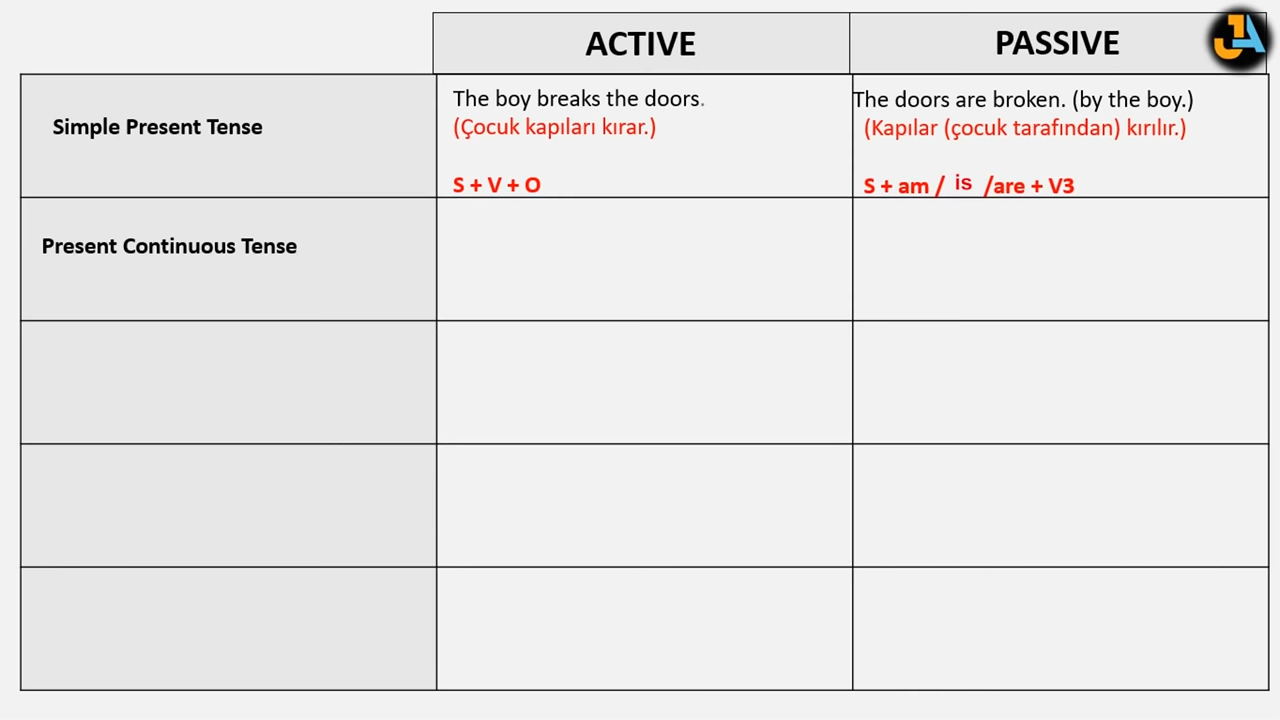 ACTIVE
PASSIVE
JA
Simple Present Tense
The boy breaks the doors.
(Çocuk kapıları kırar.)
S + V + O
The doors are broken. (by the boy.)
(Kapılar (çocuk tarafından) kırılır.)
S + am / is /are + V3
Present Continuous Tense